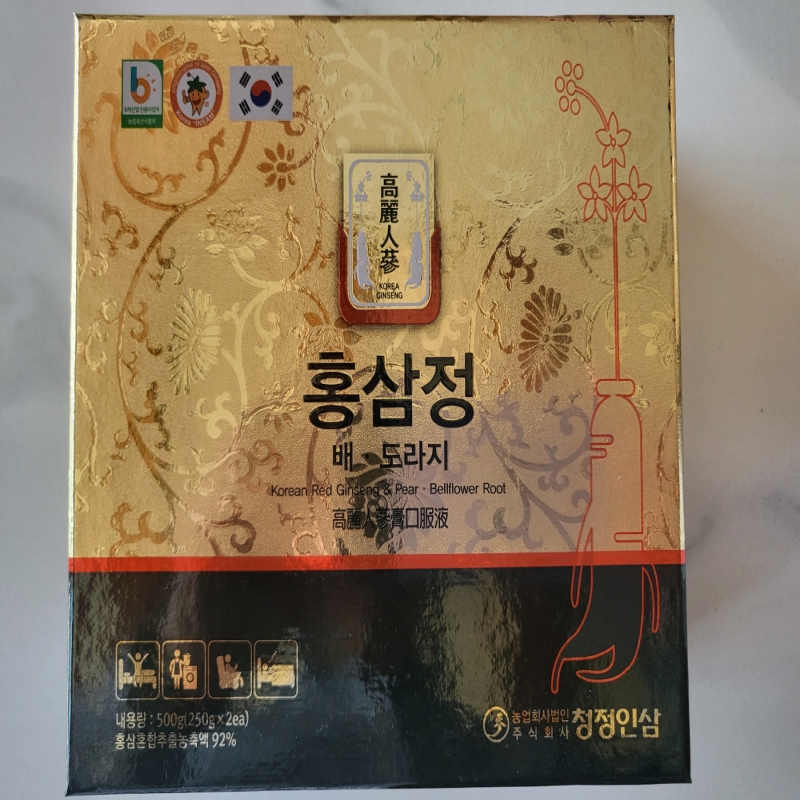 b
高麗人蔘
KOREA
GINSENG
홍삼정
배 · 도라지
Korean Red Ginseng & Pear · Bellflower Root
高麗人蔘膏口服液
내용량 : 500g(250g×2ea)
홍삼혼합추출농축액 92%
농업회사법인
주식회사
청정인삼